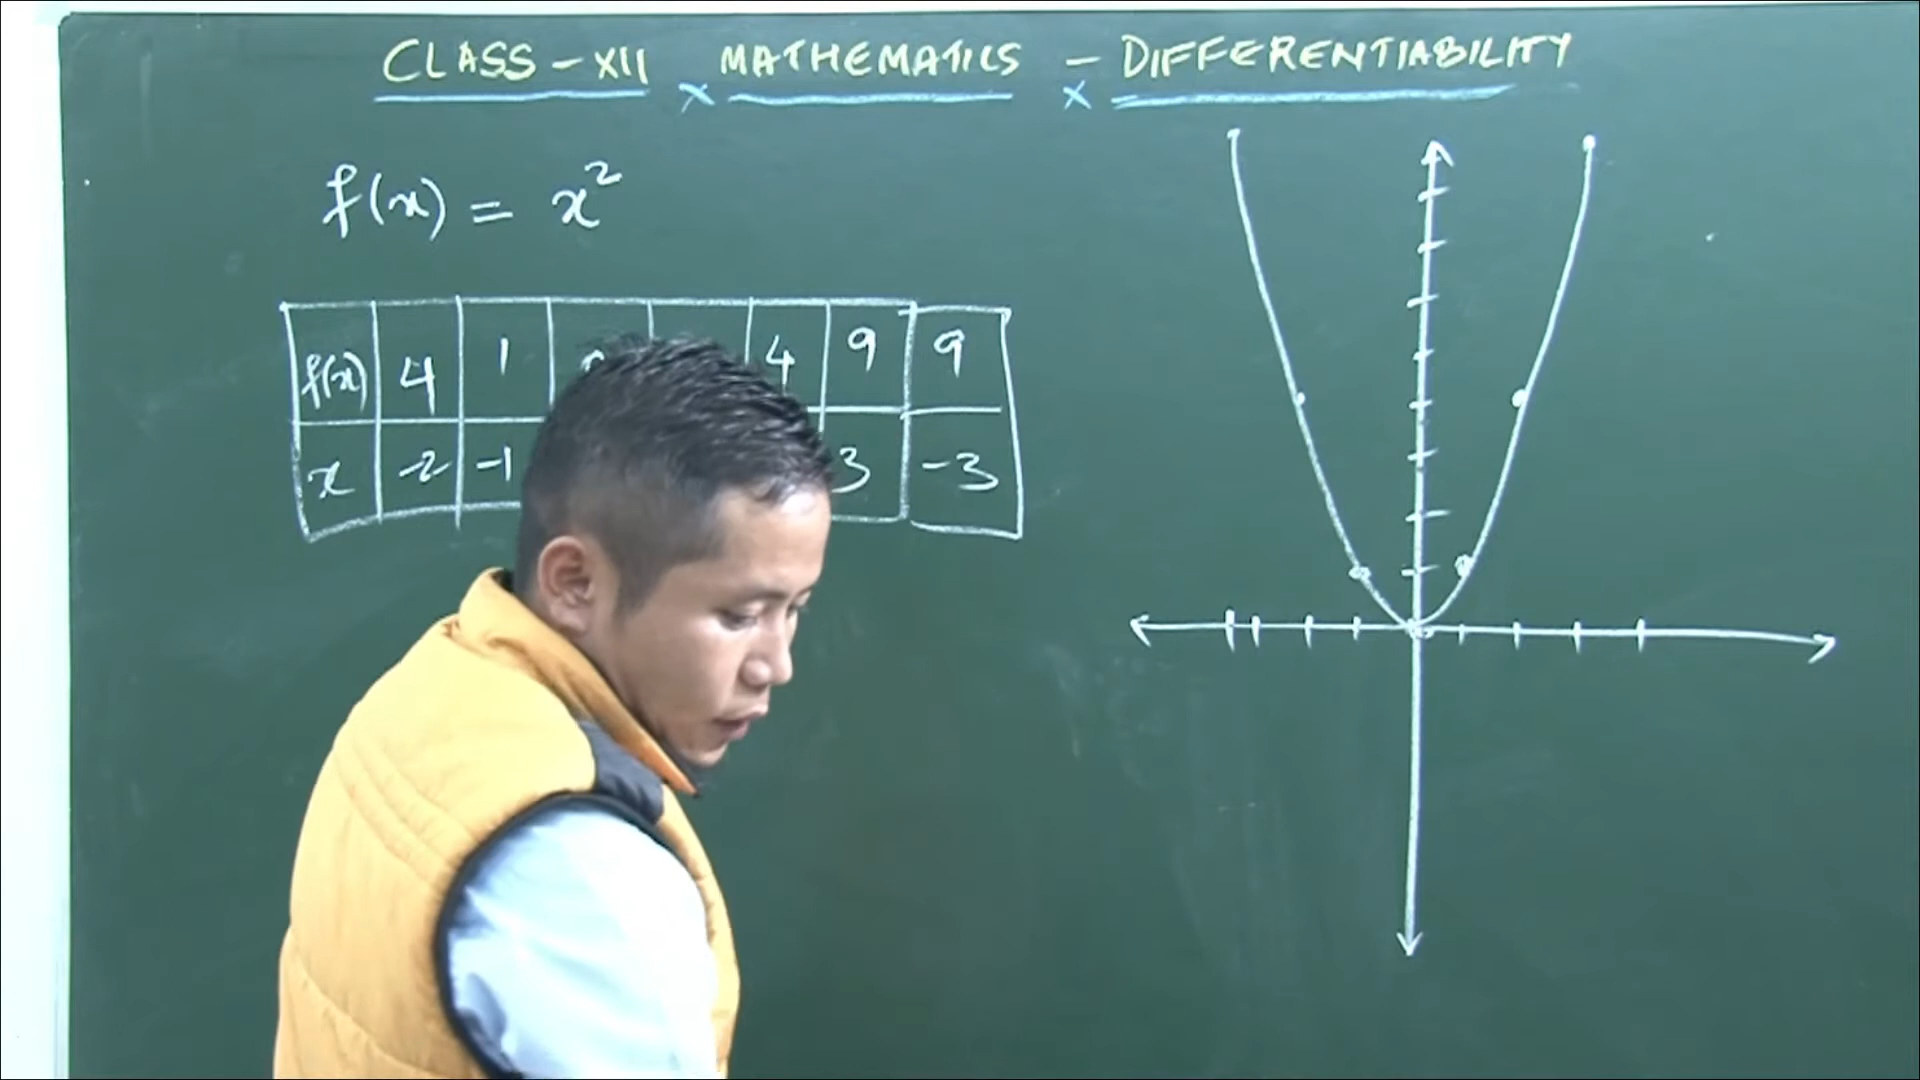 CLASS - XII × MATHEMATICS × - DIFFERENTIABILITY
f(x) = x²
f(x) 4 1 4 9 9
x -2 -1 3 -3